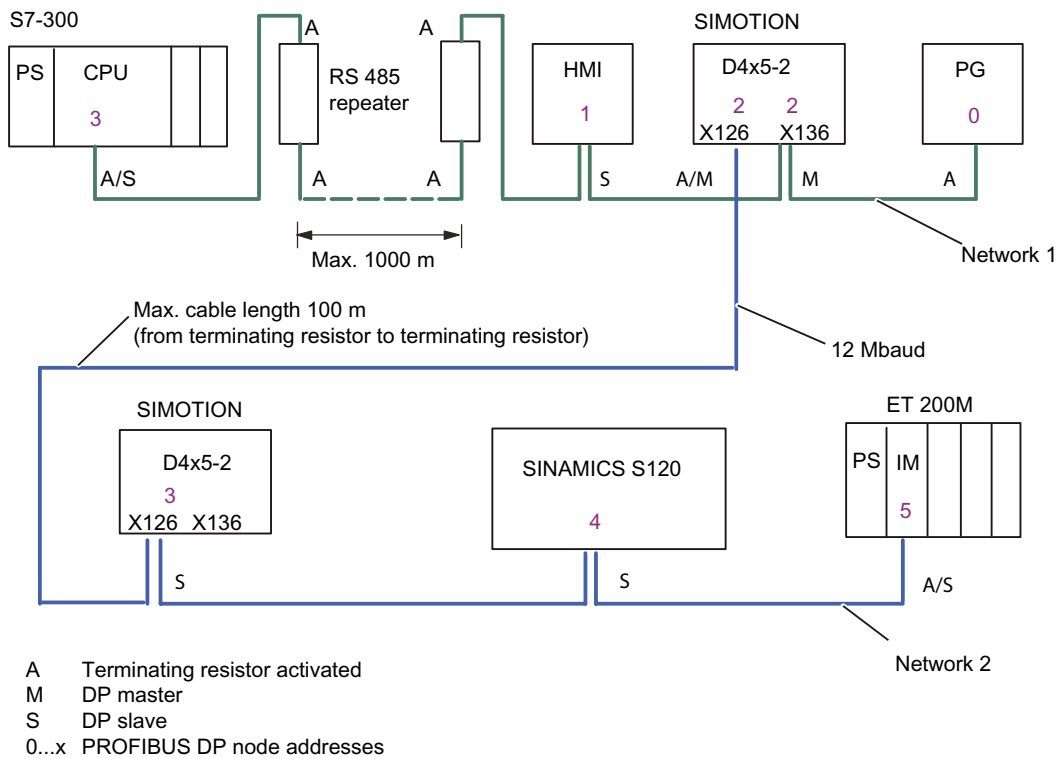 S7-300
PS
CPU
3
A/S
A
RS 485
repeater
A
A
A
Max. 1000 m
HMI
1
S
SIMOTION
D4x5-2
2 2
X126 X136
A/M
M
PG
0
A
Network 1
Max. cable length 100 m
(from terminating resistor to terminating resistor)
12 Mbaud
SIMOTION
D4x5-2
3
X126 X136
S
SINAMICS S120
4
S
ET 200M
PS
IM
5
A/S
Network 2
A Terminating resistor activated
M DP master
S DP slave
0...x PROFIBUS DP node addresses